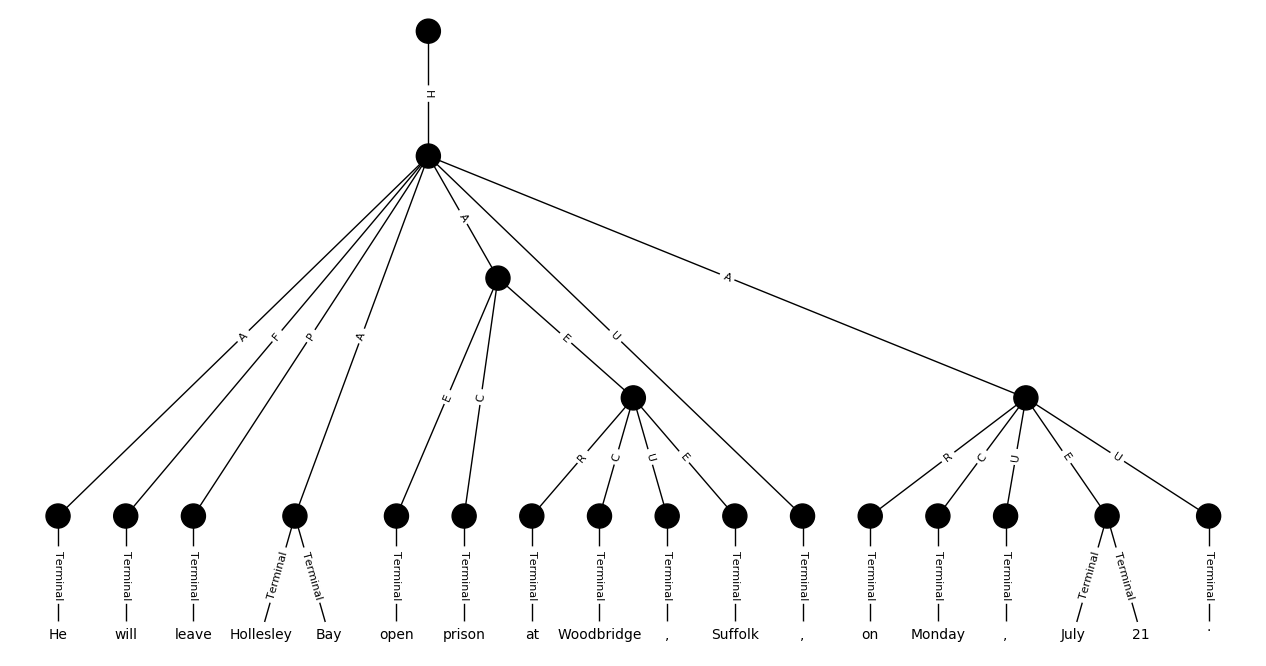 H
A
A
A F P A U
E
E C
R C U E R C U E U
Terminal Terminal Terminal Terminal Terminal Terminal Terminal Terminal Terminal Terminal Terminal Terminal Terminal Terminal Terminal Terminal Terminal Terminal
He will leave Hollesley Bay open prison at Woodbridge , Suffolk , on Monday , July 21 .